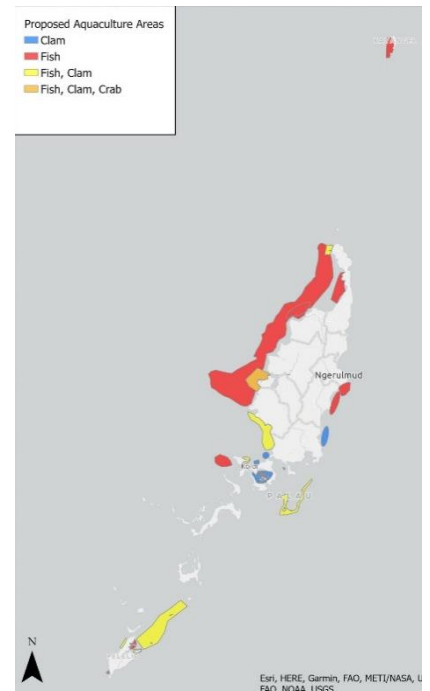 Proposed Aquaculture Areas
Clam
Fish
Fish, Clam
Fish, Clam, Crab
Ngerulmud
P A L A U
N
Esri, HERE, Garmin, FAO, METI/NASA, U
FAO, NOAA, USGS